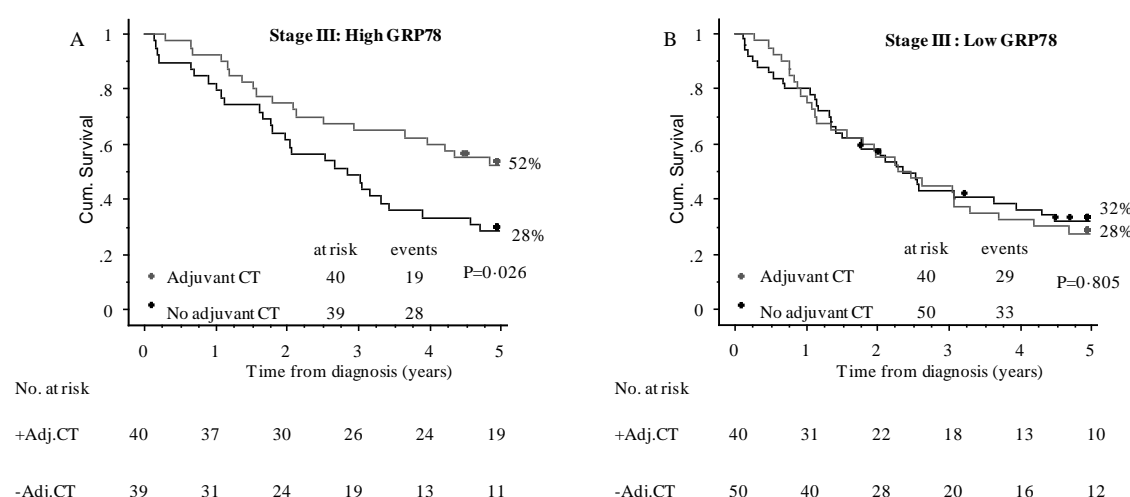 A
Stage III: High GRP78
1
.8
.6
.4
.2
0
Cum. Survival
52%
28%
at risk events
Adjuvant CT 40 19
No adjuvant CT 39 28
P=0·026
0 1 2 3 4 5
Time from diagnosis (years)
No. at risk
+Adj.CT 40 37 30 26 24 19
-Adj.CT 39 31 24 19 13 11
B
Stage III : Low GRP78
1
.8
.6
.4
.2
0
Cum. Survival
32%
28%
at risk events
Adjuvant CT 40 29
No adjuvant CT 50 33
P=0·805
0 1 2 3 4 5
Time from diagnosis (years)
No. at risk
+Adj.CT 40 31 22 18 13 10
-Adj.CT 50 40 28 20 16 12